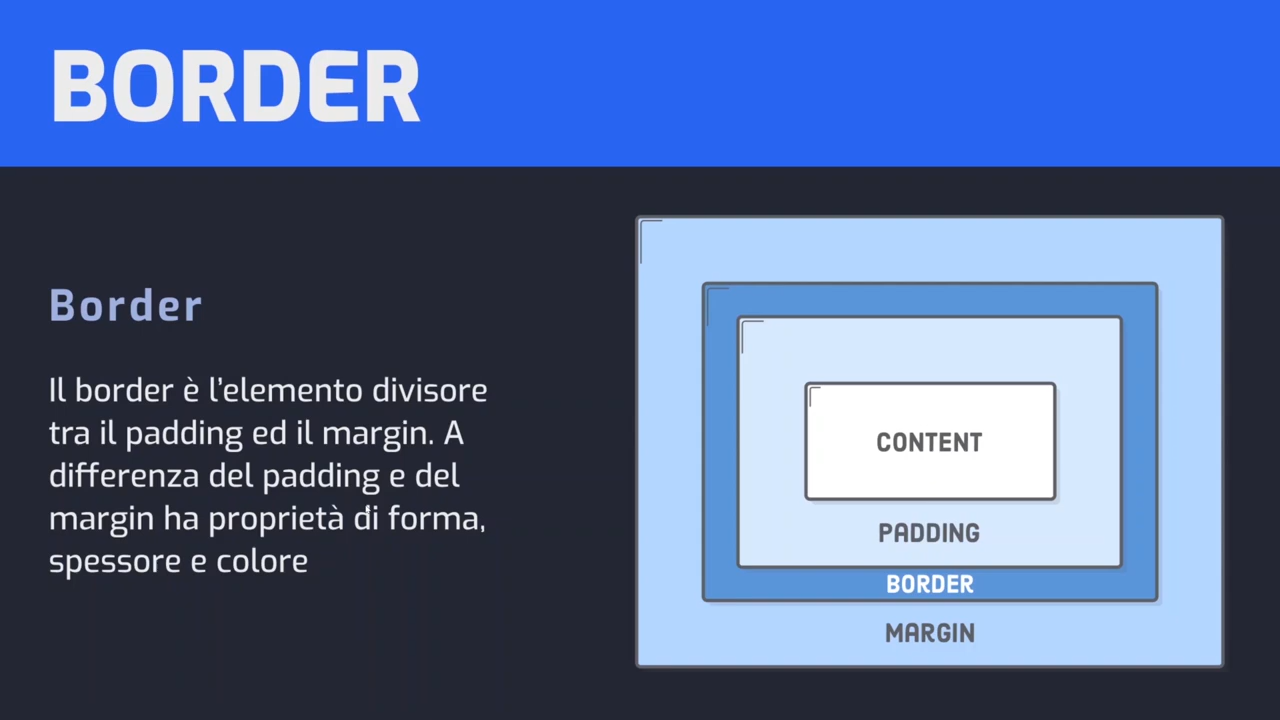 BORDER
Border
Il border è l'elemento divisore
tra il padding ed il margin. A
differenza del padding e del
margin ha proprietà di forma,
spessore e colore
CONTENT
PADDING
BORDER
MARGIN